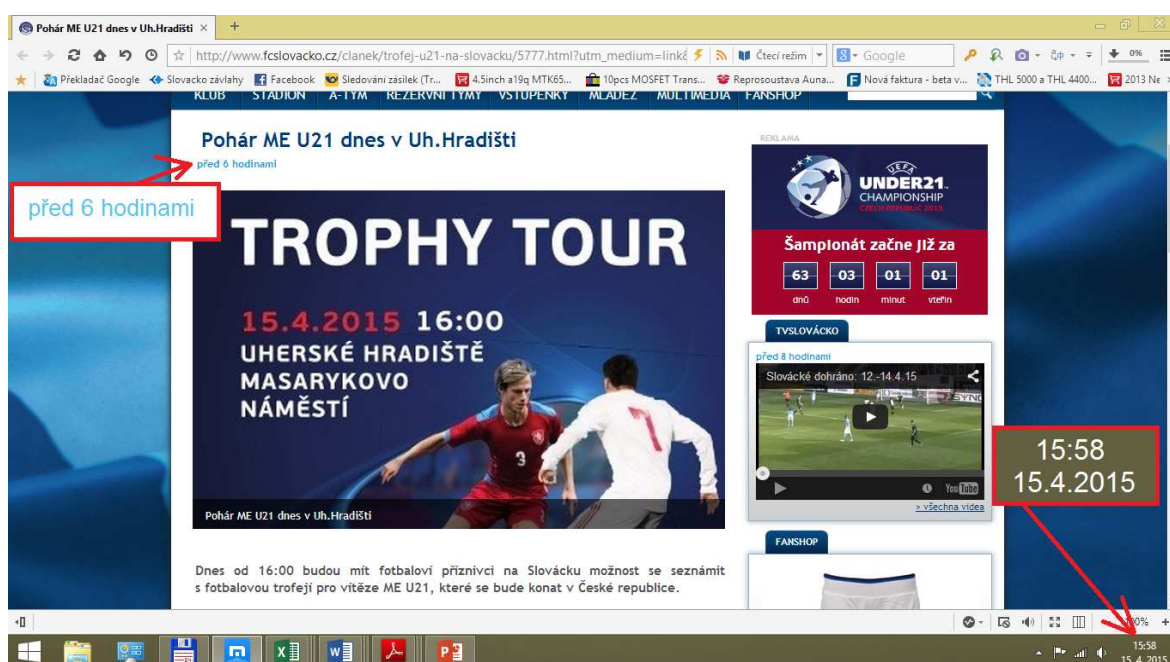 Pohár ME U21 dnes v Uh.Hradišti
http://www.fcslovacko.cz/clanek/trofej-u21-na-slovacku/5777.html?utm_medium=link
Čtecí režim
Google
0%
Překladač Google
Slovacko závlahy
Facebook
Sledování zásilek (Tr...
4.5inch a19q MTK65...
10pcs MOSFET Trans...
Reprosoustava Auna...
Nová faktura - beta v...
THL 5000 a THL 4400...
2013 Ne
KLUB STADION A-TÝM REZERVNÍ TÝMY VSTUPENKY MLÁDEŽ MULTIMEDIA FANSHOP
Pohár ME U21 dnes v Uh.Hradišti
před 6 hodinami
před 6 hodinami
TROPHY TOUR
15.4.2015 16:00
UHERSKÉ HRADIŠTĚ
MASARYKOVO
NÁMĚSTÍ
3
Pohár ME U21 dnes v Uh.Hradišti
Dnes od 16:00 budou mít fotbaloví příznivci na Slovácku možnost se seznámit
s fotbalovou trofejí pro vítěze ME U21, které se bude konat v České republice.
REKLAMA
UEFA
UNDER21
CHAMPIONSHIP
CZECH REPUBLIC 2015
Šampionát začne již za
63 03 01 01
dnů hodin minut vteřin
TVSLOVÁCKO
před 8 hodinami
Slovácké dohráno: 12.-14.4.15
YouTube
> všechna videa
15:58
15.4.2015
FANSHOP
15:58
15. 4. 2015